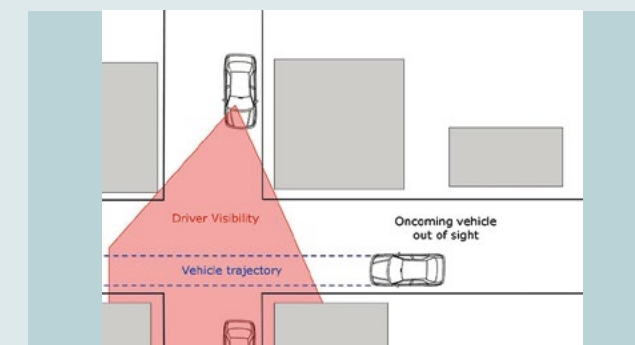 Driver Visibility
Oncoming vehicle
out of sight
Vehicle trajectory